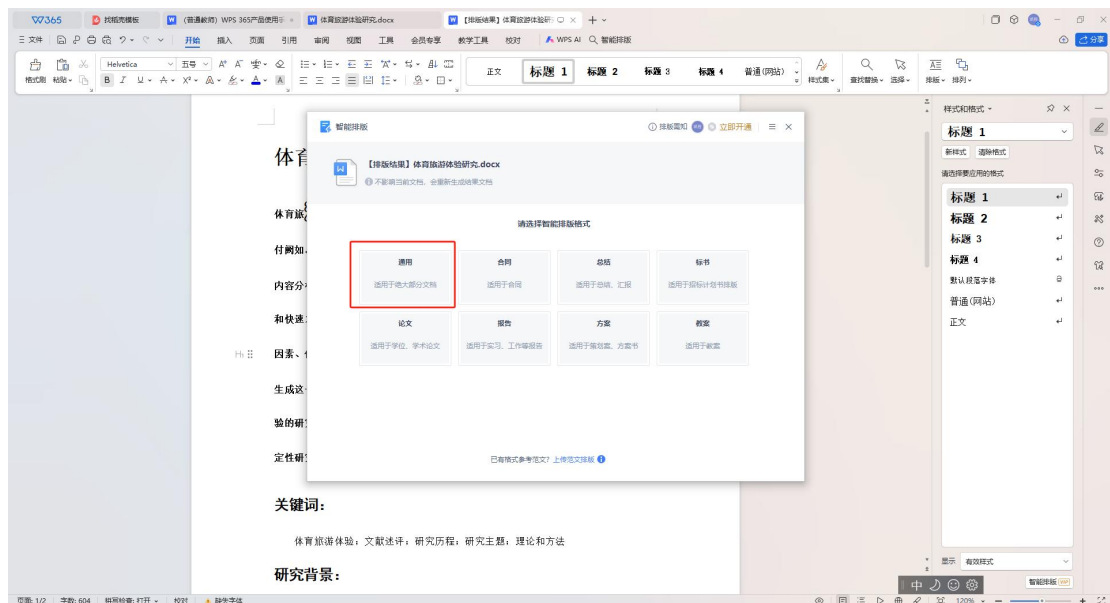 WPS365 找稻壳模板 (普通教师) WPS 365产品使用手 体育旅游体验研究.docx 【排版结果】体育旅游体验研
三 文件 开始 插入 页面 引用 审阅 视图 工具 会员专享 教学工具 校对 WPS AI 智能排版 分享
格式刷 粘贴 Helvetica 五号 A⁺ A⁻ B I U A X² A A A 正文 标题 1 标题 2 标题 3 标题 4 普通(网站) 样式集 查找替换 选择 排版 排列
智能排版 排版需知 立即开通
【排版结果】体育旅游体验研究.docx
不影响当前文档，会重新生成结果文档
请选择智能排版格式
通用 合同 总结 标书
适用于绝大部分文档 适用于合同 适用于总结、汇报 适用于招标计划书排版
论文 报告 方案 教案
适用于学位、学术论文 适用于实习、工作等报告 适用于策划案、方案书 适用于教案
已有格式参考范文? 上传范文排版
体育
体育旅
付阙如
内容分
和快速
H₁ 因素、
生成这
验的研
定性研
关键词：
体育旅游体验；文献述评；研究历程；研究主题；理论和方法
研究背景：
样式和格式
标题 1
新样式 清除格式
请选择要应用的格式
标题 1
标题 2
标题 3
标题 4
默认段落字体 a
普通(网站)
正文
显示 有效样式
中
智能排版
页面: 1/2 字数: 604 拼写检查: 打开 校对 缺失字体 120%